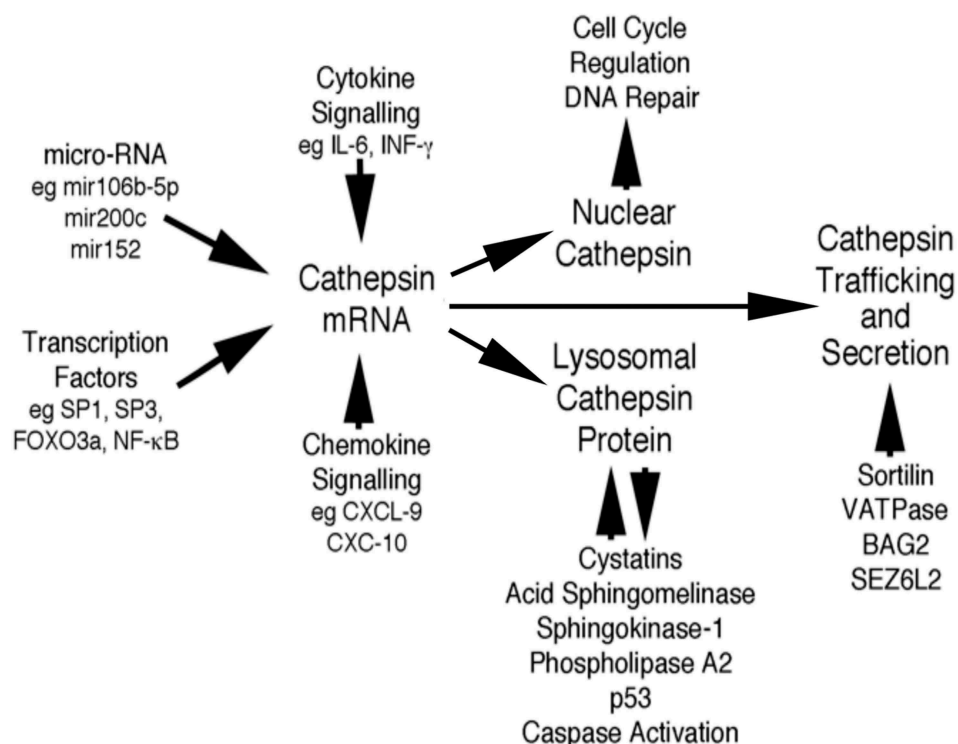 Cell Cycle
Regulation
DNA Repair
Cytokine
Signalling
eg IL-6, INF-γ
micro-RNA
eg mir106b-5p
mir200c
mir152
Nuclear
Cathepsin
Cathepsin
Trafficking
and
Secretion
Cathepsin
mRNA
Transcription
Factors
eg SP1, SP3,
FOXO3a, NF-κB
Lysosomal
Cathepsin
Protein
Chemokine
Signalling
eg CXCL-9
CXC-10
Sortilin
VATPase
BAG2
SEZ6L2
Cystatins
Acid Sphingomelinase
Sphingokinase-1
Phospholipase A2
p53
Caspase Activation